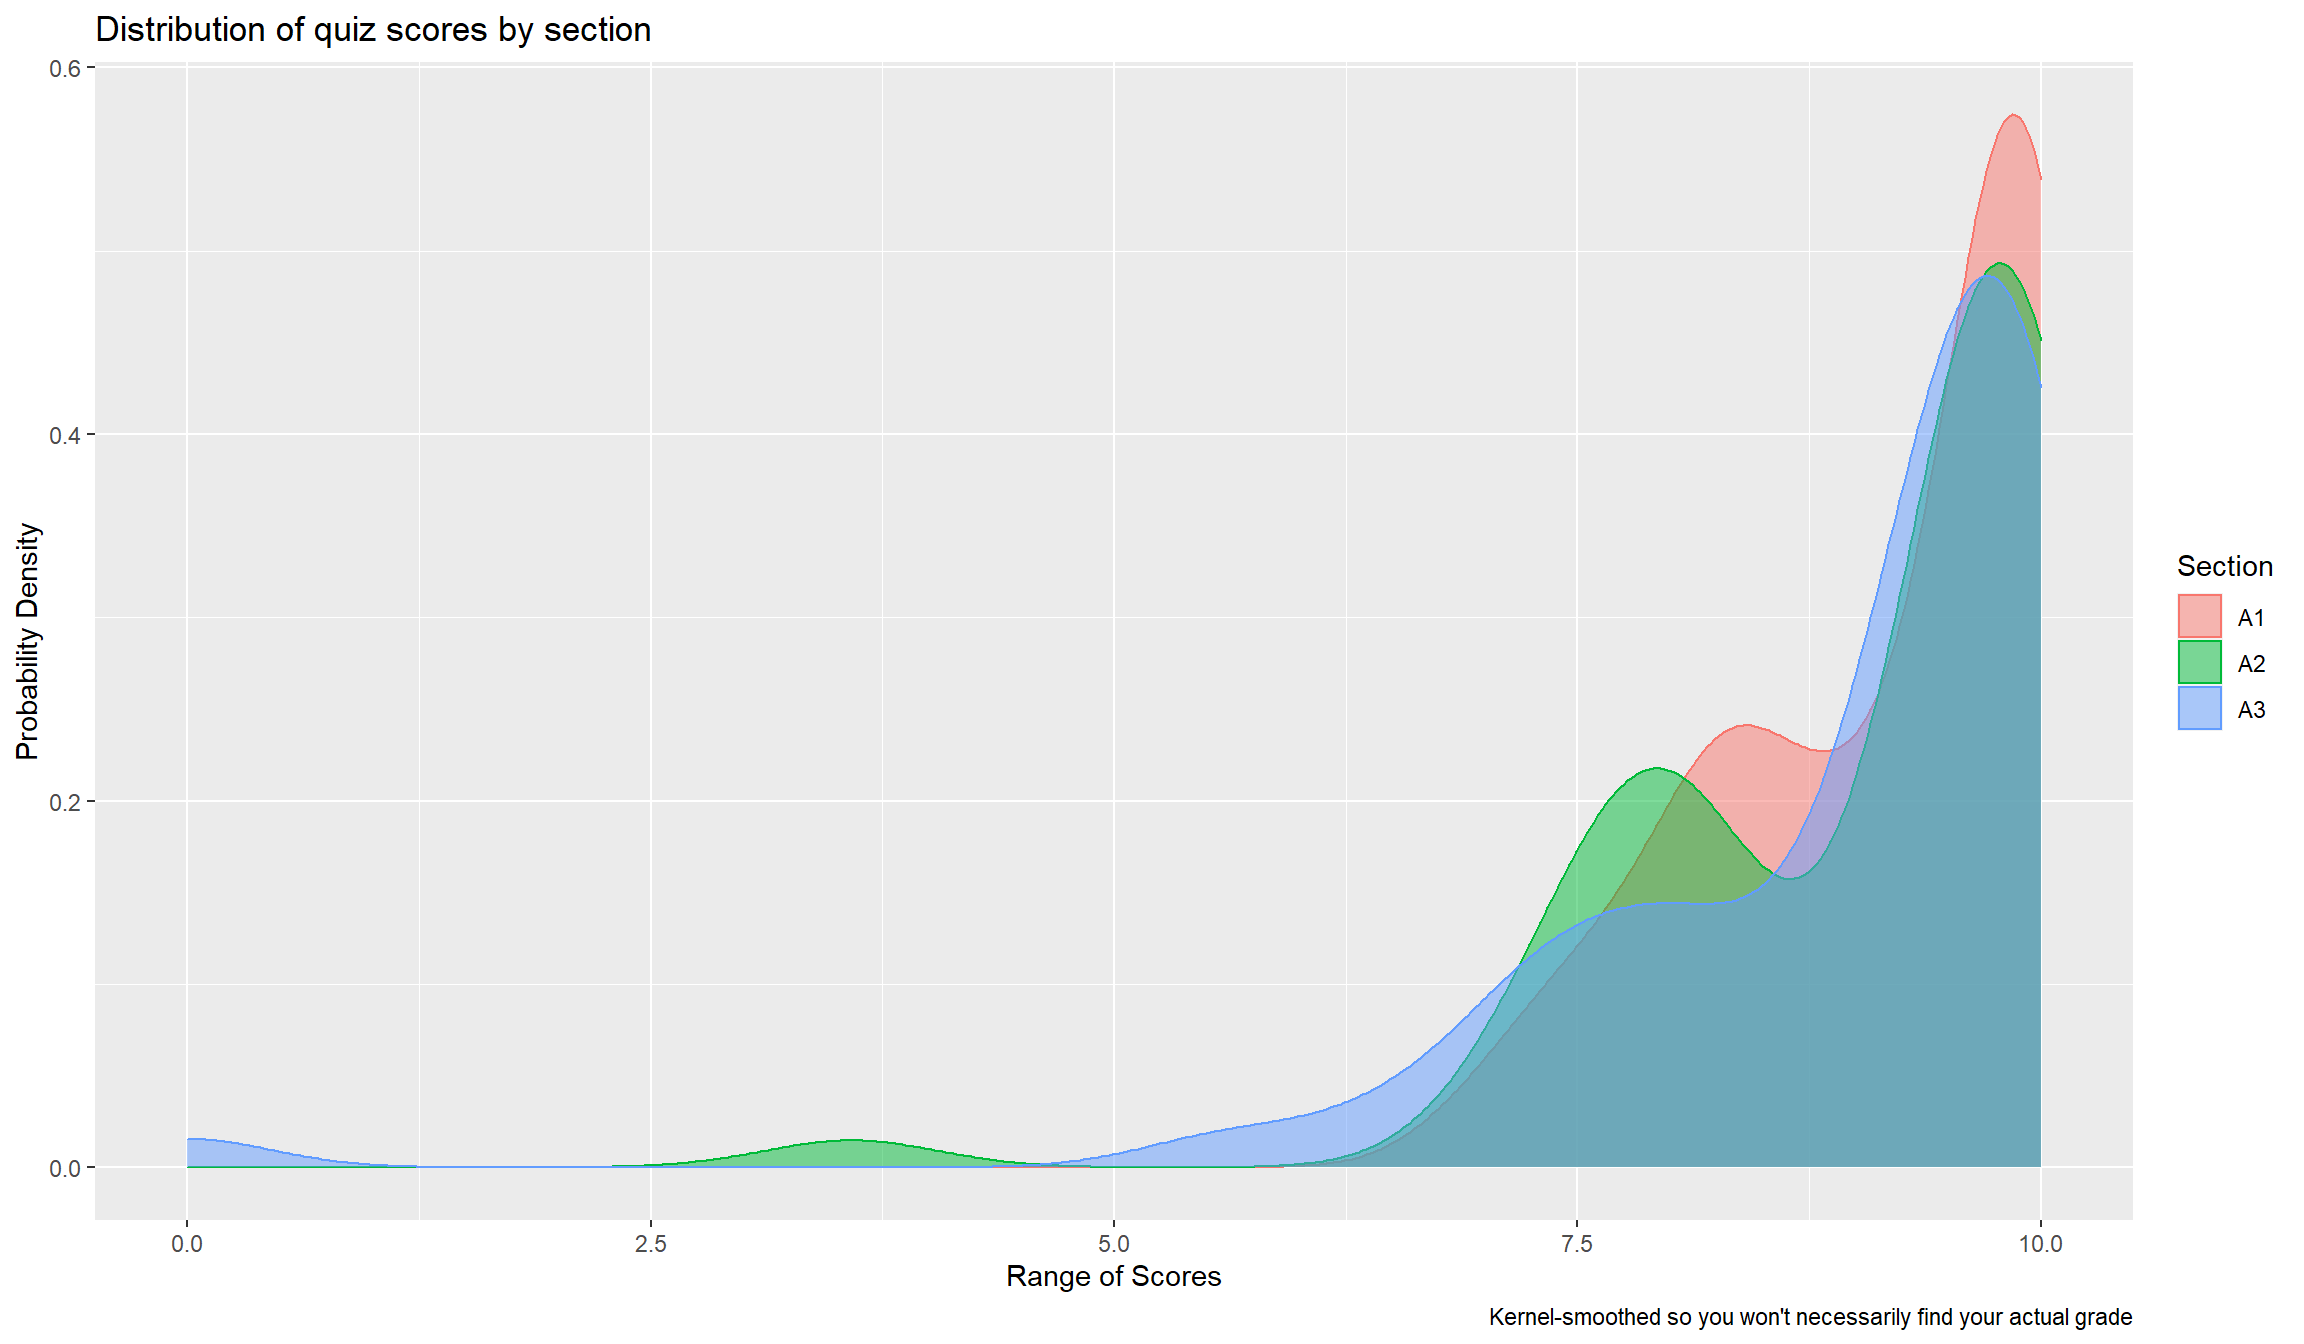 Distribution of quiz scores by section
0.6
0.4
0.2
0.0
Probability Density
0.0 2.5 5.0 7.5 10.0
Range of Scores
Section
A1
A2
A3
Kernel-smoothed so you won't necessarily find your actual grade